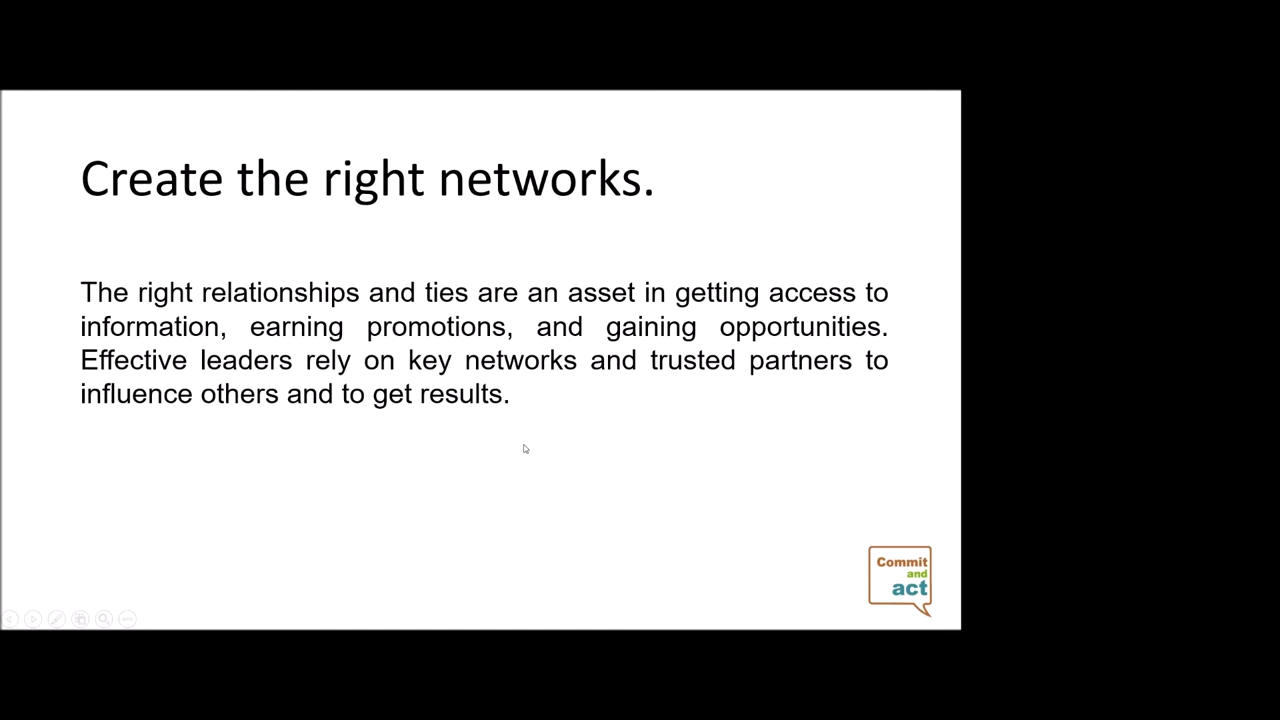 Create the right networks.
The right relationships and ties are an asset in getting access to
information, earning promotions, and gaining opportunities.
Effective leaders rely on key networks and trusted partners to
influence others and to get results.
Commit
and
act